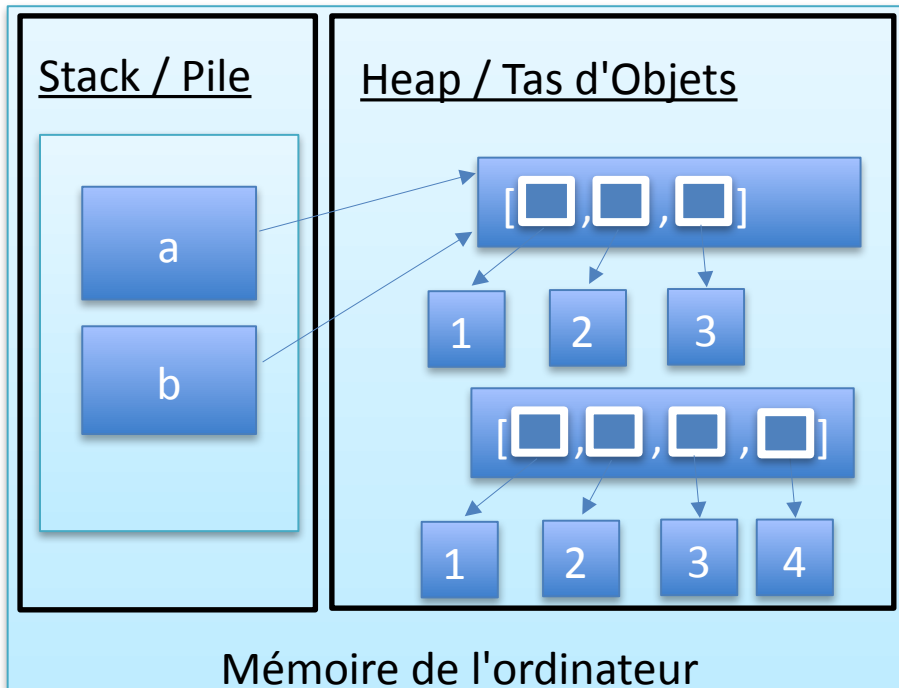 Stack / Pile
Heap / Tas d'Objets
a
b
[ , , ]
1 2 3
[ , , , ]
1 2 3 4
Mémoire de l'ordinateur